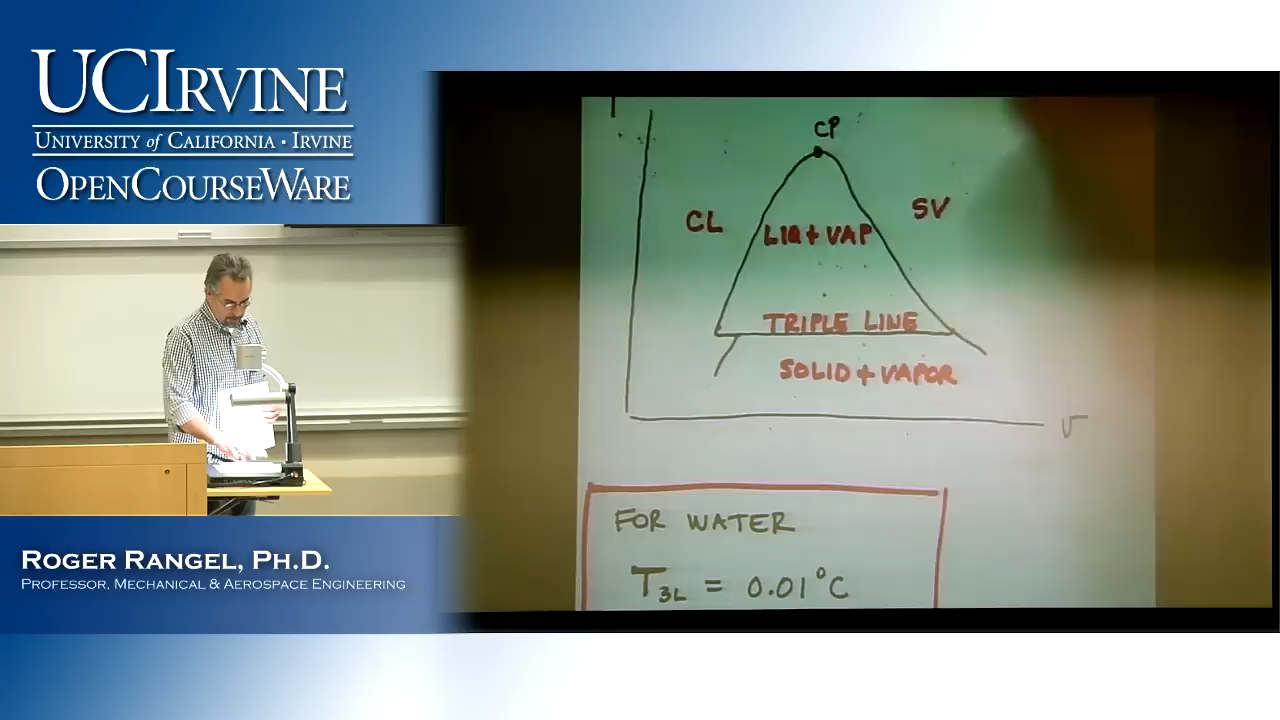 UCIRVINE
UNIVERSITY of CALIFORNIA • IRVINE
OPENCOURSEWARE
CP
CL
SV
LIQ + VAP
TRIPLE LINE
SOLID + VAPOR
v
FOR WATER
T3L = 0.01°C
ROGER RANGEL, PH.D.
PROFESSOR, MECHANICAL & AEROSPACE ENGINEERING